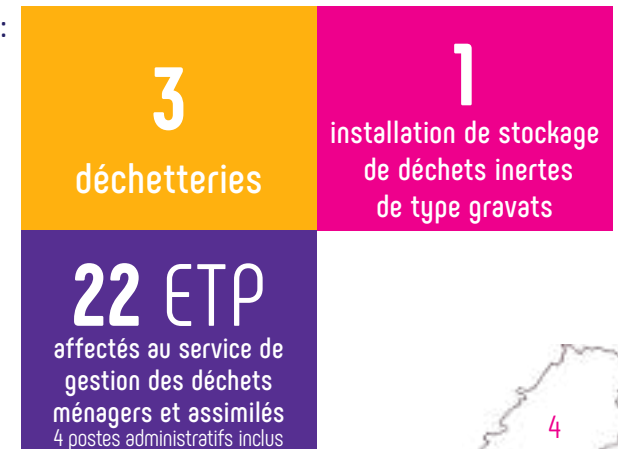 :
3
déchetteries
1
installation de stockage
de déchets inertes
de type gravats
22 ETP
affectés au service de
gestion des déchets
ménagers et assimilés
4 postes administratifs inclus
4